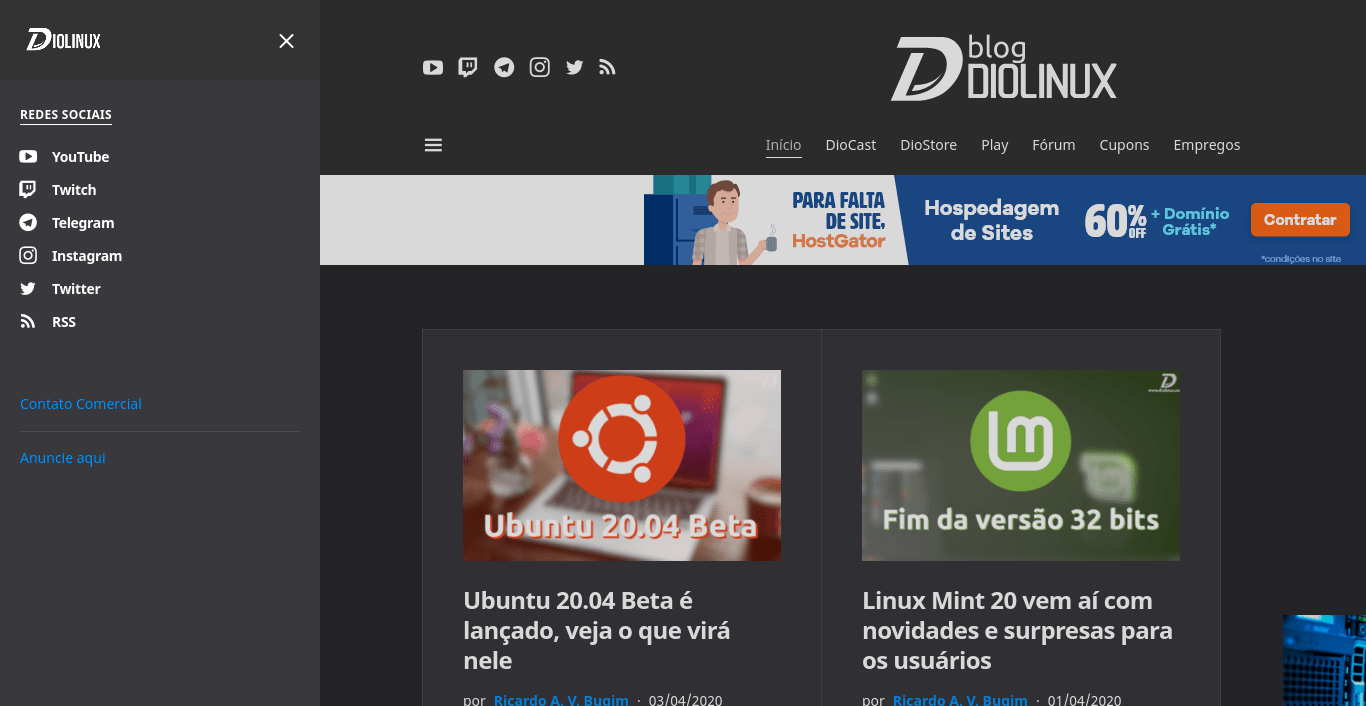 DIOLINUX
REDES SOCIAIS
YouTube
Twitch
Telegram
Instagram
Twitter
RSS
Contato Comercial
Anuncie aqui
blog
DIOLINUX
Início DioCast DioStore Play Fórum Cupons Empregos
PARA FALTA
DE SITE,
HostGator
Hospedagem
de Sites
60% OFF
+ Domínio
Grátis*
Contratar
*condições no site
Ubuntu 20.04 Beta
Ubuntu 20.04 Beta é
lançado, veja o que virá
nele
por Ricardo A. V. Bugim · 03/04/2020
Fim da versão 32 bits
Linux Mint 20 vem aí com
novidades e surpresas para
os usuários
por Ricardo A. V. Bugim · 01/04/2020